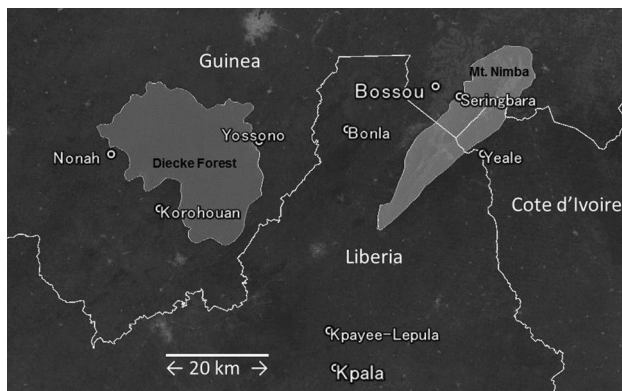 Guinea
Mt. Nimba
Bossou
Seringbara
Yossono
Bonla
Nonah
Diecke Forest
Yeale
Korohouan
Cote d'Ivoire
Liberia
Kpayee-Lepula
← 20 km →
Kpala